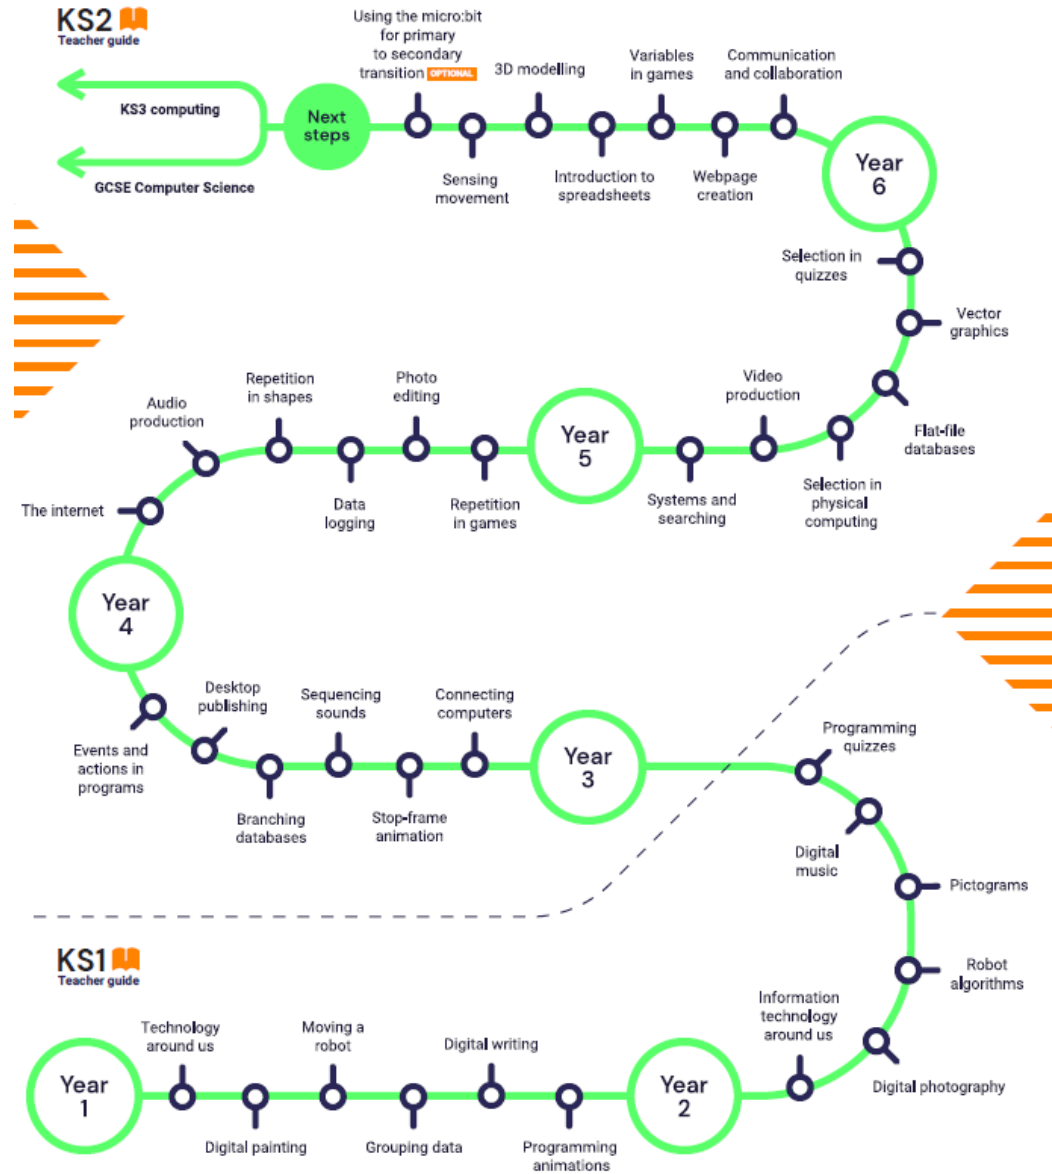 KS2
Teacher guide
Using the micro:bit
for primary
to secondary
transition OPTIONAL
3D modelling
Variables
in games
Communication
and collaboration
KS3 computing
Next
steps
GCSE Computer Science
Sensing
movement
Introduction to
spreadsheets
Webpage
creation
Year
6
Selection in
quizzes
Vector
graphics
Audio
production
Repetition
in shapes
Photo
editing
Year
5
Video
production
Flat-file
databases
The internet
Data
logging
Repetition
in games
Systems and
searching
Selection in
physical
computing
Year
4
Events and
actions in
programs
Desktop
publishing
Sequencing
sounds
Connecting
computers
Branching
databases
Stop-frame
animation
Year
3
Programming
quizzes
Digital
music
Pictograms
Robot
algorithms
KS1
Teacher guide
Year
1
Technology
around us
Moving a
robot
Digital writing
Digital painting
Grouping data
Programming
animations
Year
2
Information
technology
around us
Digital photography